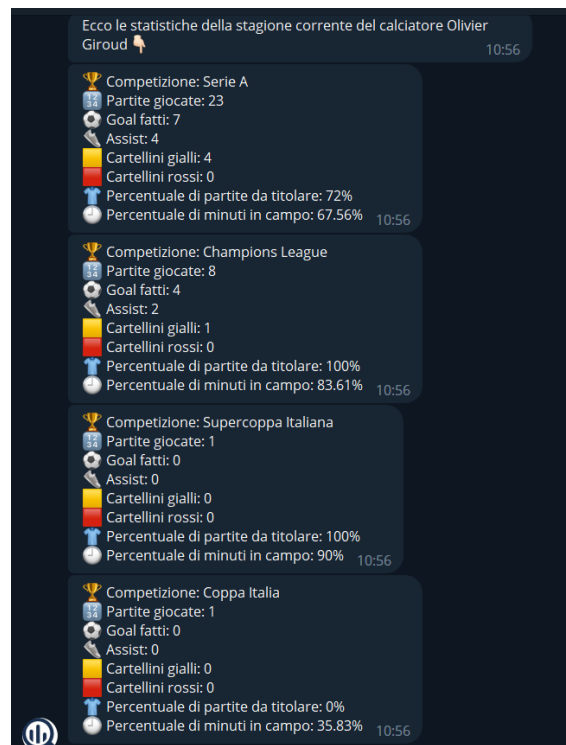 Ecco le statistiche della stagione corrente del calciatore Olivier
Giroud 👇🏻
10:56
🏆 Competizione: Serie A
🔢 Partite giocate: 23
⚽ Goal fatti: 7
👟 Assist: 4
🟨 Cartellini gialli: 4
🟥 Cartellini rossi: 0
👕 Percentuale di partite da titolare: 72%
🕘 Percentuale di minuti in campo: 67.56% 10:56
🏆 Competizione: Champions League
🔢 Partite giocate: 8
⚽ Goal fatti: 4
👟 Assist: 2
🟨 Cartellini gialli: 1
🟥 Cartellini rossi: 0
👕 Percentuale di partite da titolare: 100%
🕘 Percentuale di minuti in campo: 83.61% 10:56
🏆 Competizione: Supercoppa Italiana
🔢 Partite giocate: 1
⚽ Goal fatti: 0
👟 Assist: 0
🟨 Cartellini gialli: 0
🟥 Cartellini rossi: 0
👕 Percentuale di partite da titolare: 100%
🕘 Percentuale di minuti in campo: 90% 10:56
🏆 Competizione: Coppa Italia
🔢 Partite giocate: 1
⚽ Goal fatti: 0
👟 Assist: 0
🟨 Cartellini gialli: 0
🟥 Cartellini rossi: 0
👕 Percentuale di partite da titolare: 0%
🕘 Percentuale di minuti in campo: 35.83% 10:56